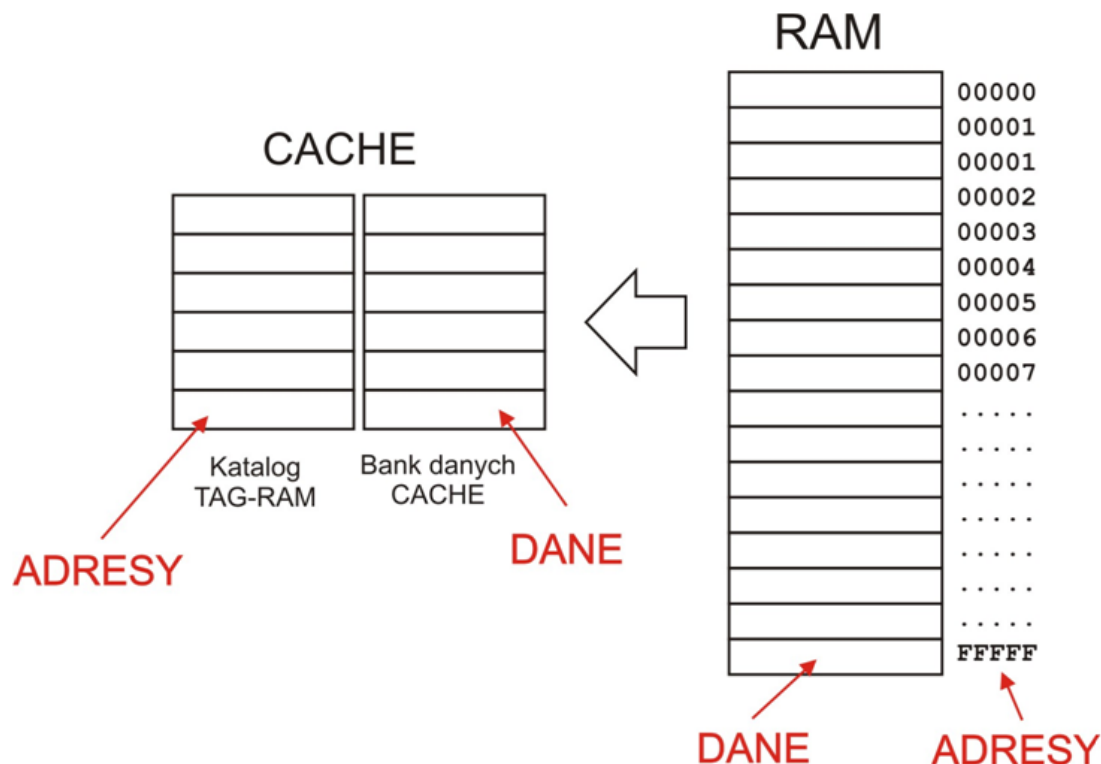 RAM
00000
00001
00001
00002
00003
00004
00005
00006
00007
.....
.....
.....
.....
.....
.....
.....
FFFFF
CACHE
Katalog
TAG-RAM
Bank danych
CACHE
ADRESY
DANE
DANE
ADRESY